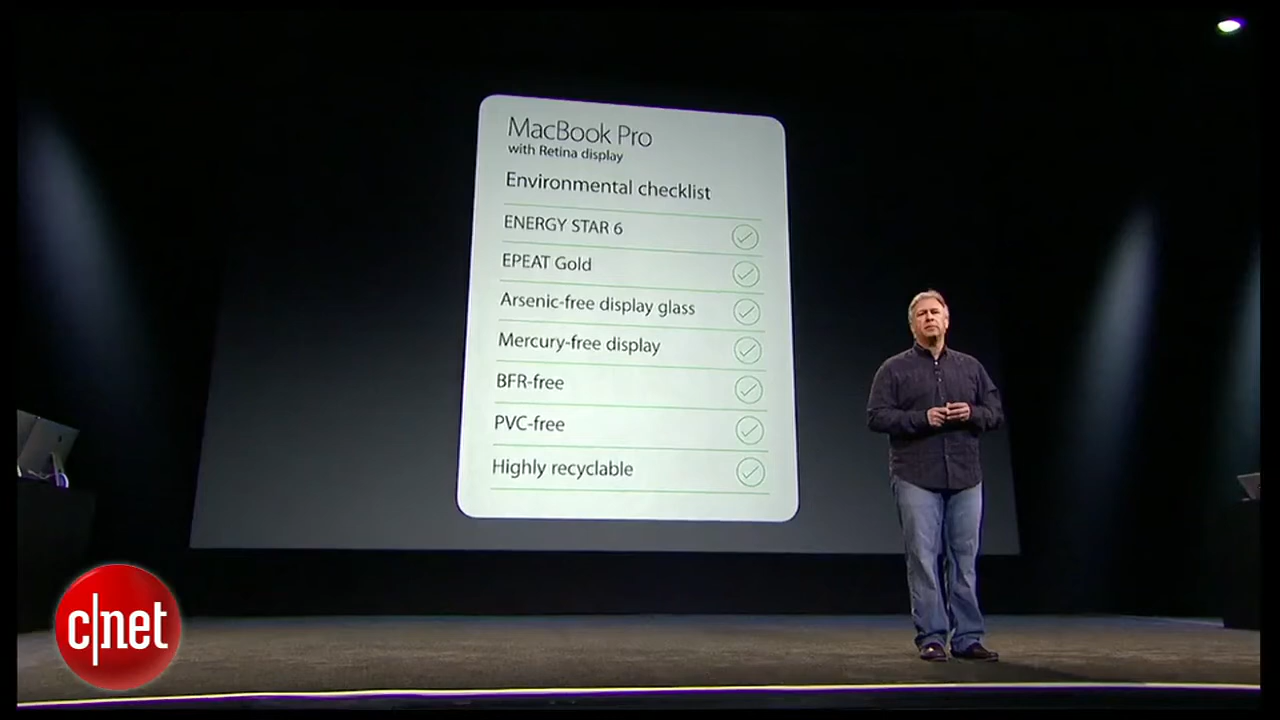 MacBook Pro
with Retina display
Environmental checklist
ENERGY STAR 6
EPEAT Gold
Arsenic-free display glass
Mercury-free display
BFR-free
PVC-free
Highly recyclable
c|net